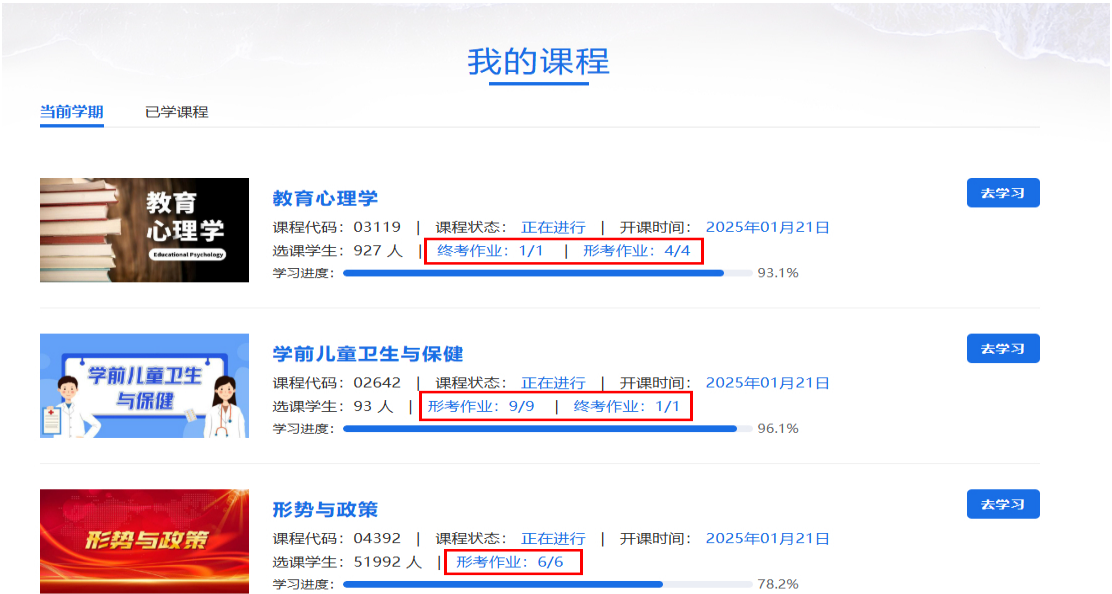 我的课程
当前学期 已学课程
教育
心理学
Educational Psychology
教育心理学
去学习
课程代码：03119 | 课程状态： 正在进行 | 开课时间： 2025年01月21日
选课学生：927 人 | 终考作业：1/1 | 形考作业：4/4
学习进度： 93.1%
学前儿童卫生
与保健
学前儿童卫生与保健
去学习
课程代码：02642 | 课程状态： 正在进行 | 开课时间： 2025年01月21日
选课学生：93 人 | 形考作业：9/9 | 终考作业：1/1
学习进度： 96.1%
形势与政策
形势与政策
去学习
课程代码：04392 | 课程状态： 正在进行 | 开课时间： 2025年01月21日
选课学生：51992 人 | 形考作业：6/6
学习进度： 78.2%